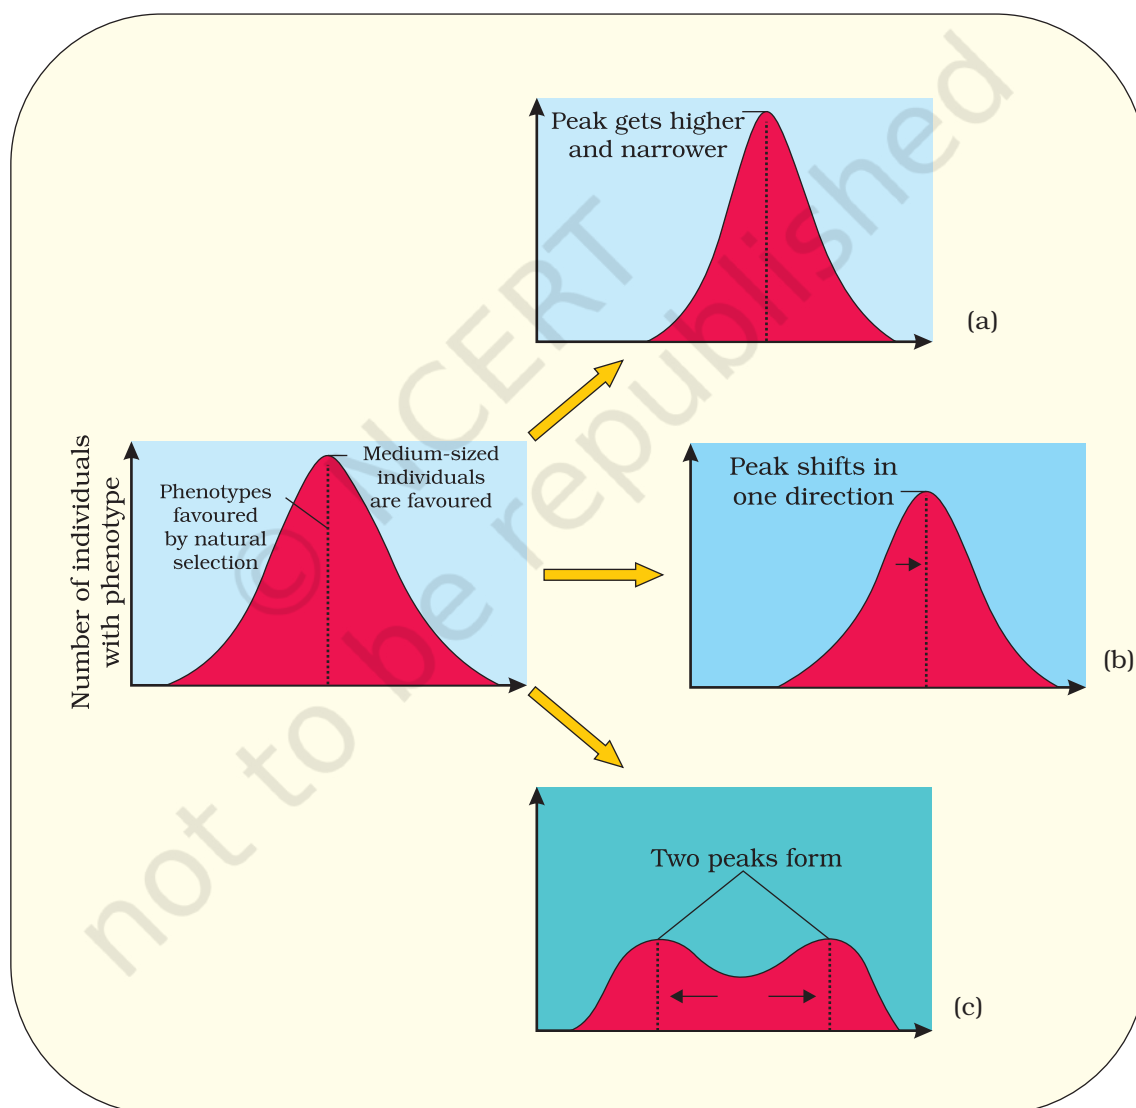 Peak gets higher
and narrower
(a)
Number of individuals
with phenotype
Phenotypes
favoured
by natural
selection
Medium-sized
individuals
are favoured
Peak shifts in
one direction
(b)
Two peaks form
(c)
© NCERT
not to be republished